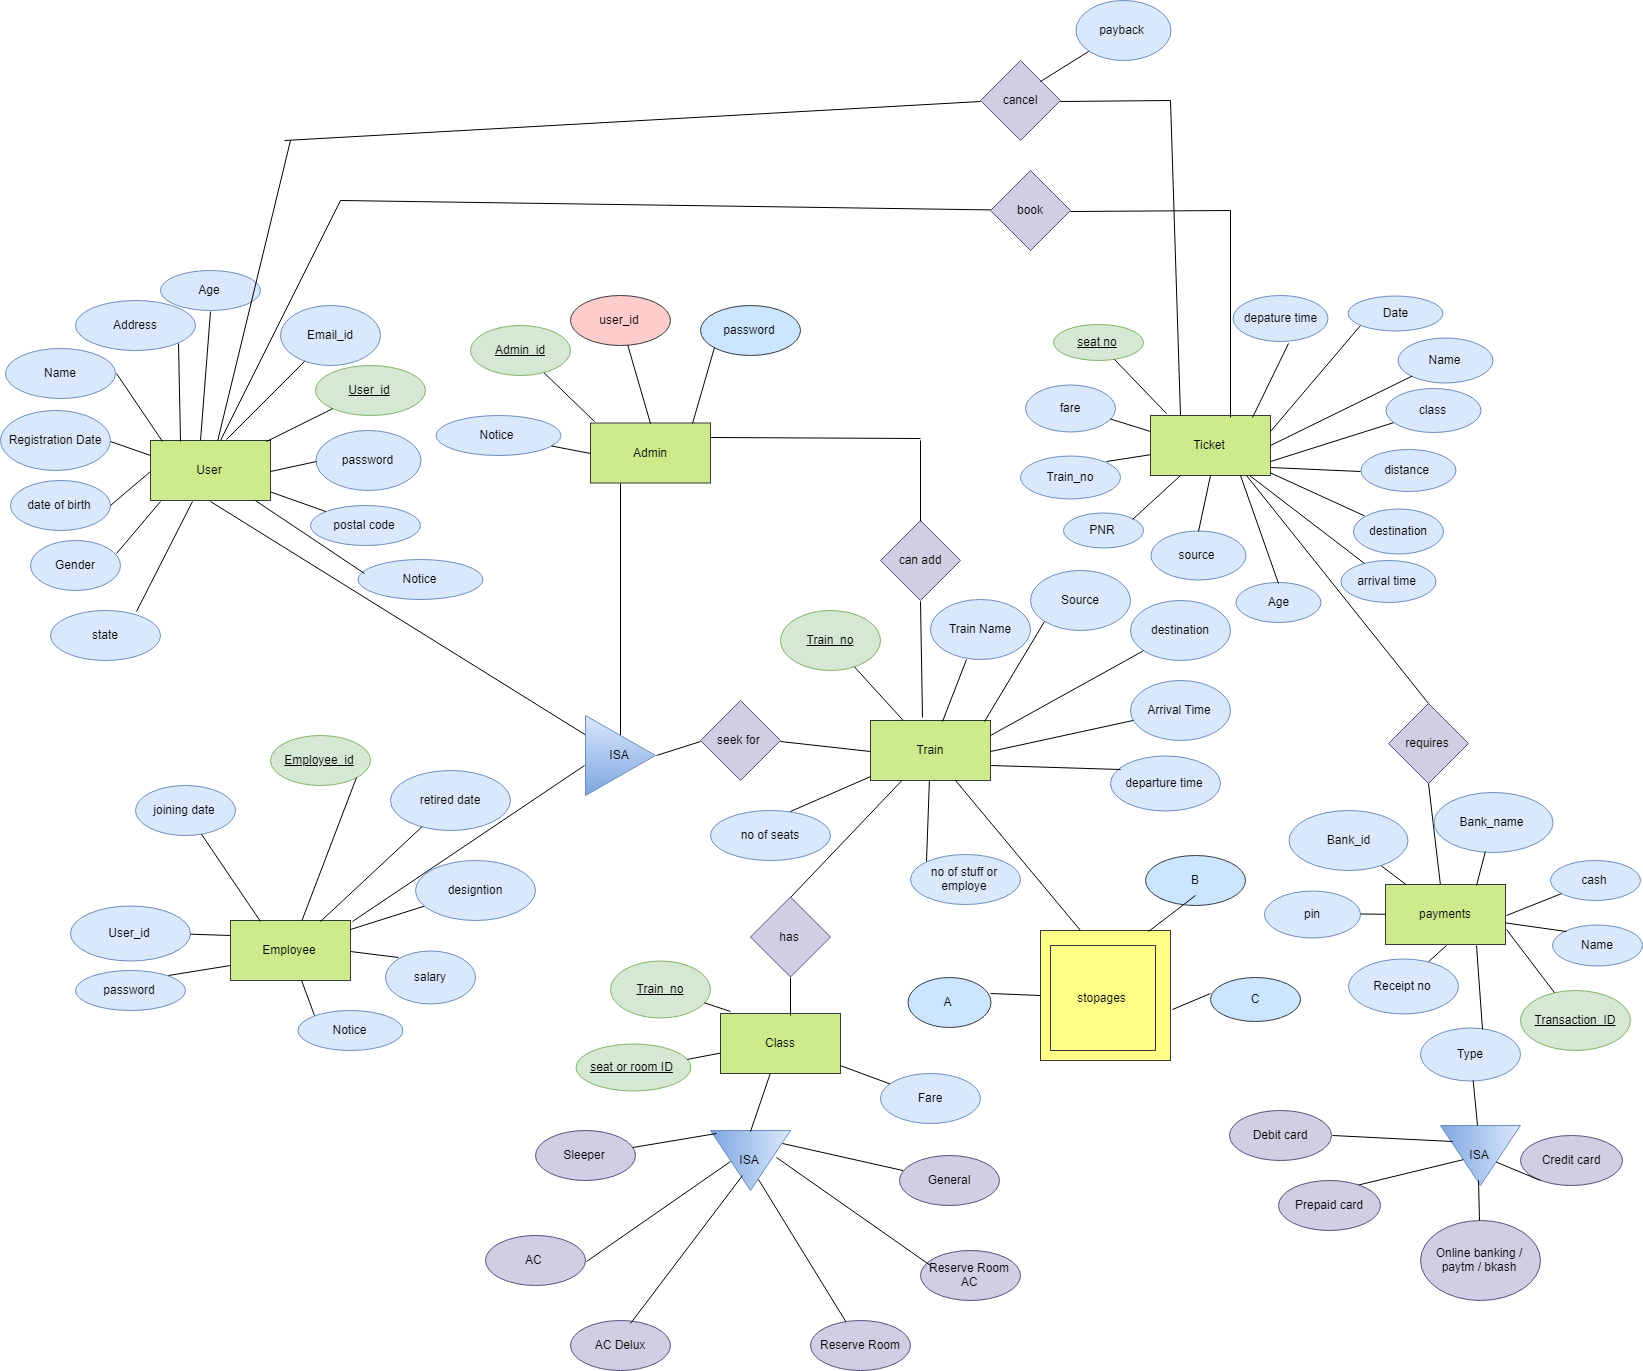 payback
cancel
book
Age
Address
Email_id
Name
User_id
Registration Date
User
password
date of birth
postal code
Gender
Notice
state
Admin_id
user_id
password
Notice
Admin
can add
seat no
depature time
Date
Name
fare
class
Ticket
Train_no
distance
PNR
destination
source
arrival time
Age
Train_no
Train Name
Source
destination
Arrival Time
Train
departure time
no of seats
no of stuff or
employe
seek for
ISA
requires
Employee_id
joining date
retired date
designtion
User_id
Employee
salary
password
Notice
has
B
A
stopages
C
Train_no
Class
seat or room ID
Fare
Sleeper
ISA
General
AC
Reserve Room
AC
AC Delux
Reserve Room
Bank_id
Bank_name
cash
pin
payments
Name
Receipt no
Transaction_ID
Type
Debit card
ISA
Credit card
Prepaid card
Online banking /
paytm / bkash